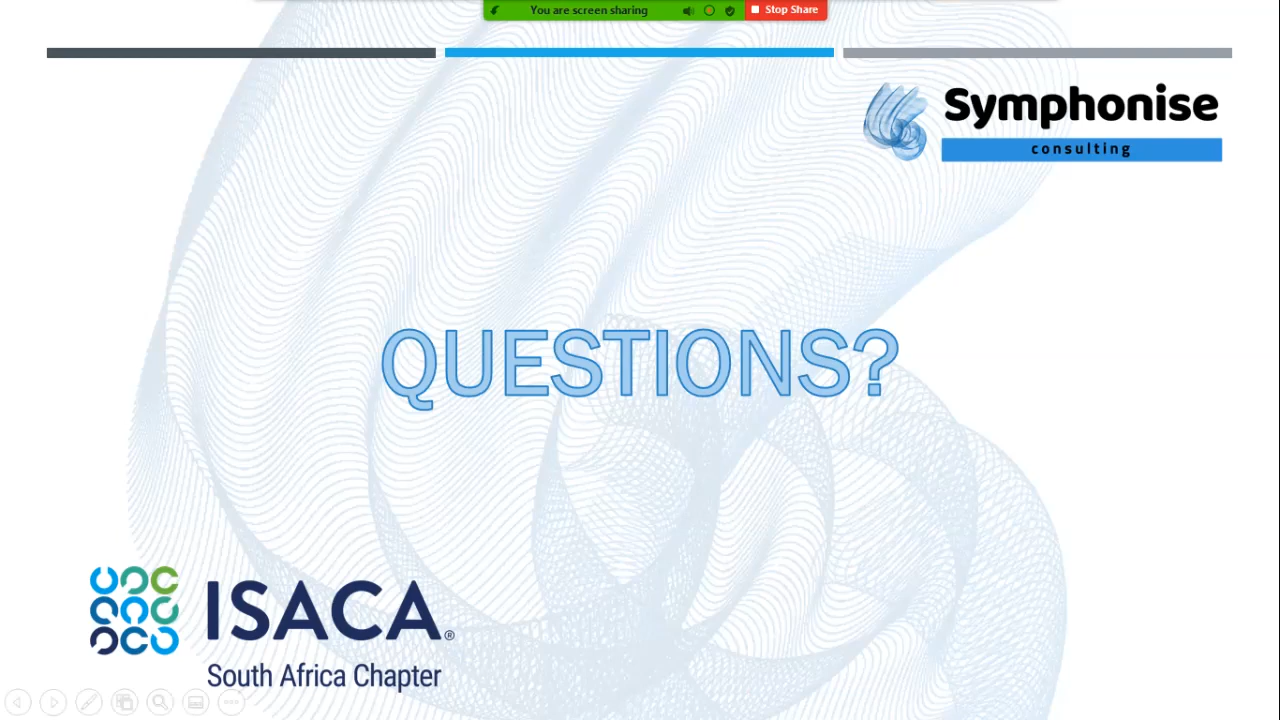 You are screen sharing
Stop Share
Symphonise
consulting
QUESTIONS?
ISACA®
South Africa Chapter